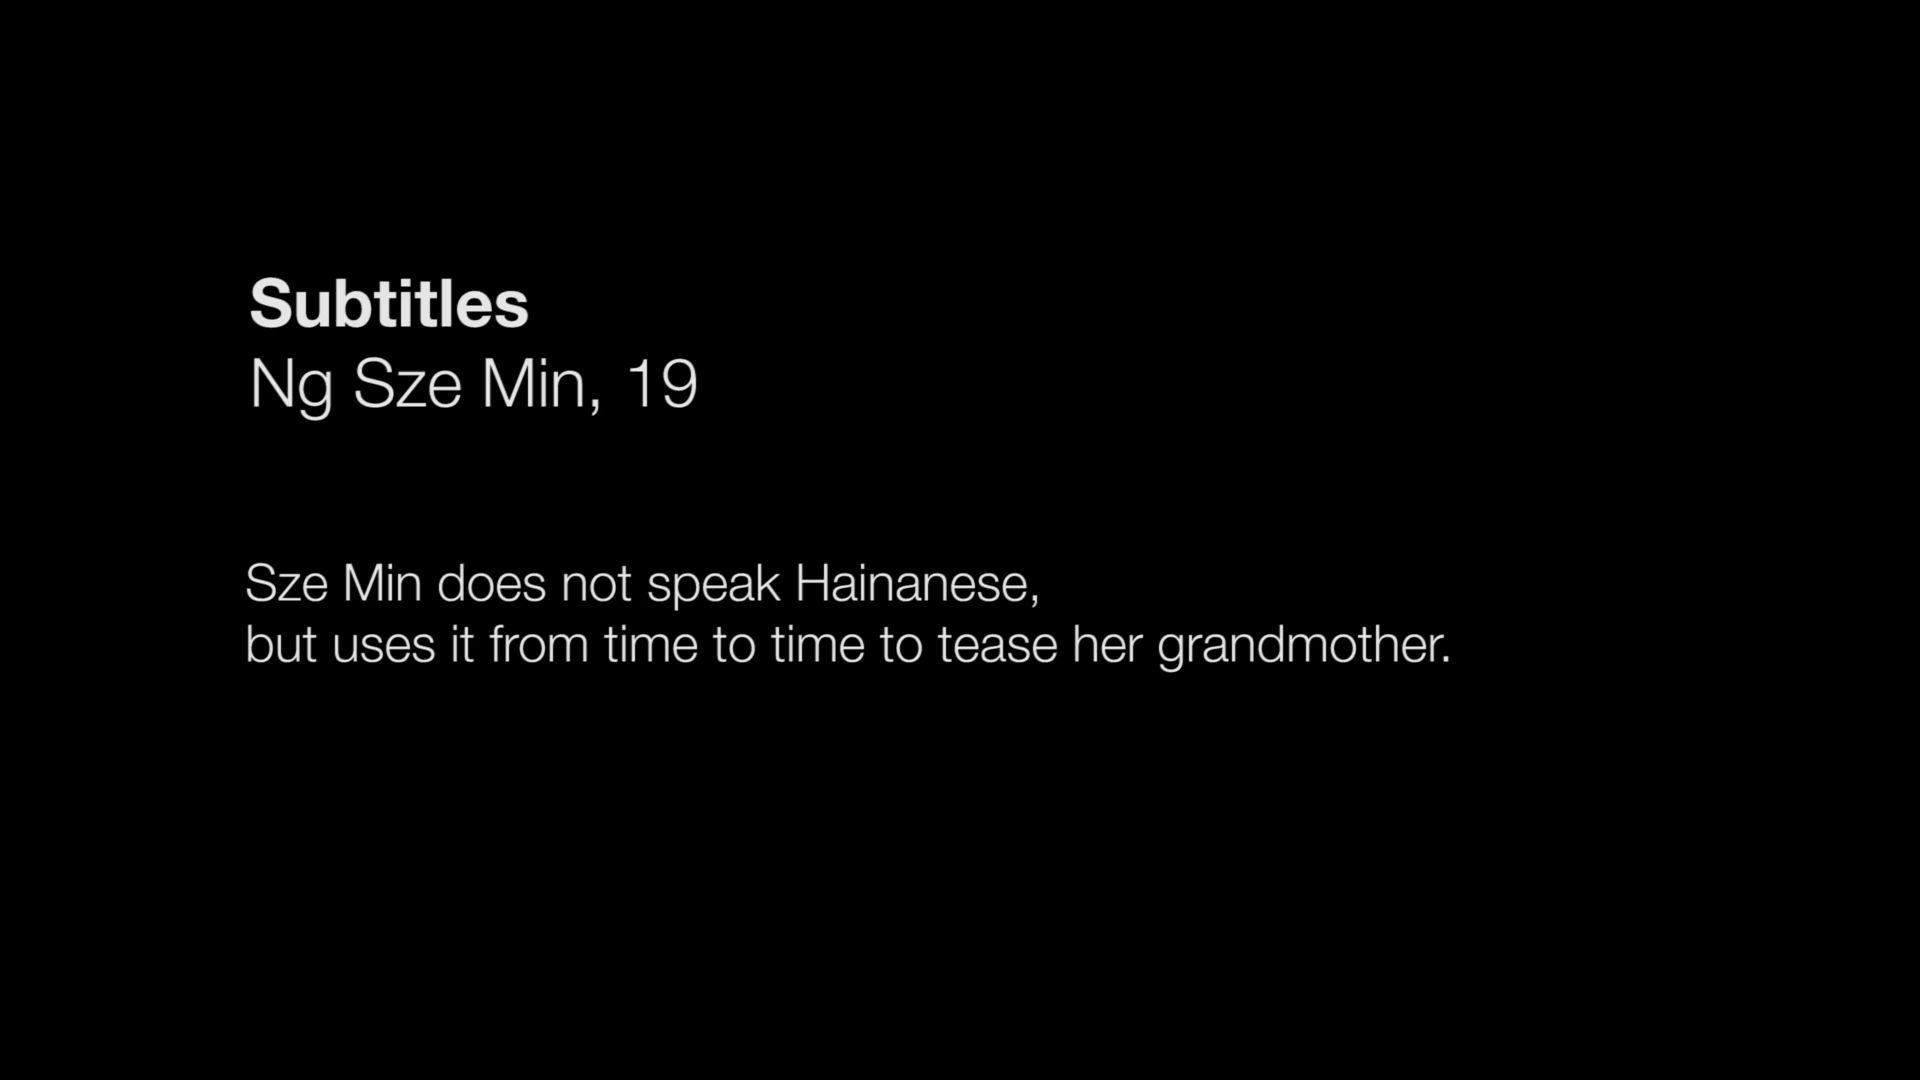 Subtitles
Ng Sze Min, 19
Sze Min does not speak Hainanese,
but uses it from time to time to tease her grandmother.